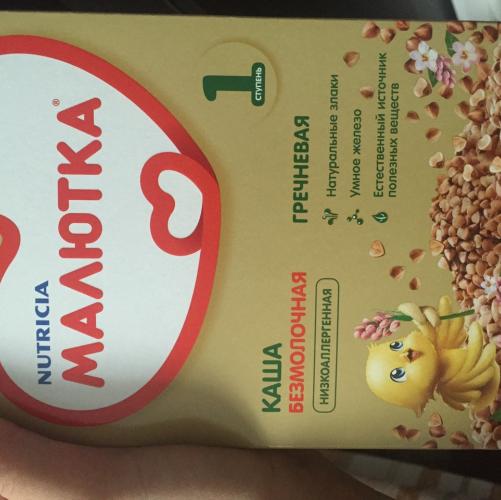 NUTRICIA
МАЛЮТКА®
1
СТУПЕНЬ
КАША
БЕЗМОЛОЧНАЯ
НИЗКОАЛЛЕРГЕННАЯ
ГРЕЧНЕВАЯ
Натуральные злаки
Умное железо
Естественный источник
полезных веществ